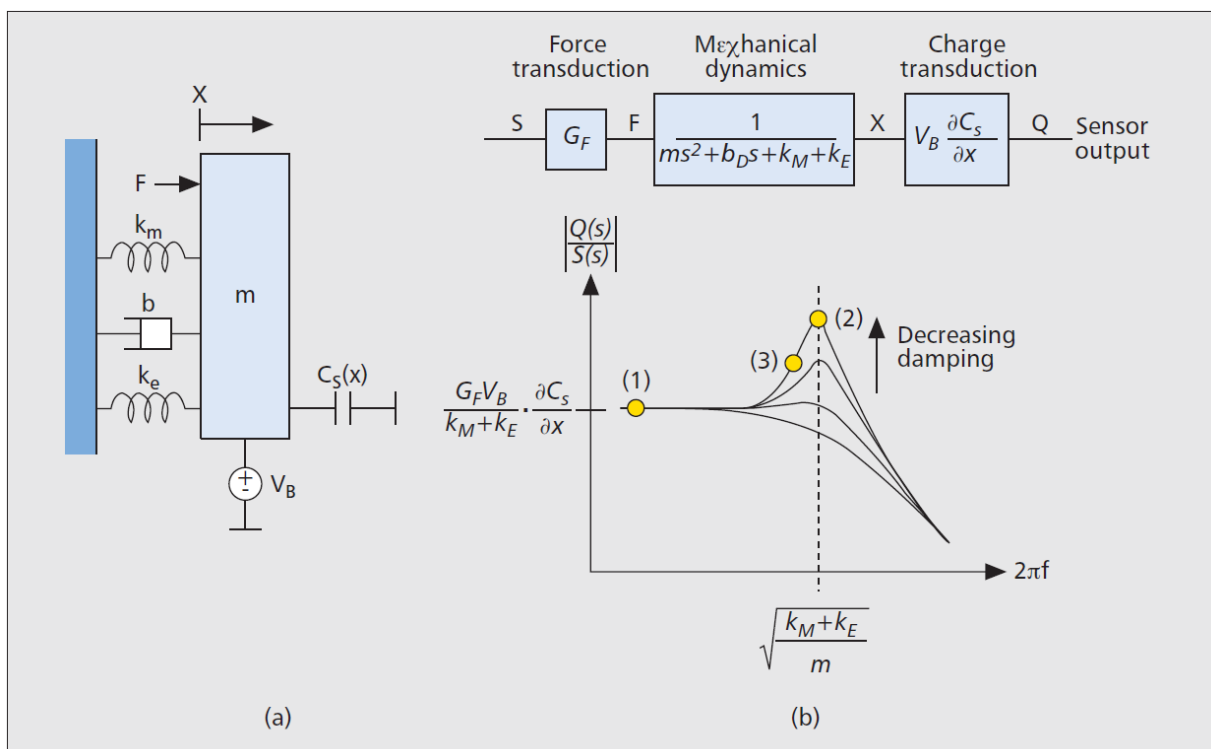 X
F
k_m
b
k_e
m
C_S(x)
V_B
+
-
(a)
Force transduction
Mεχhanical dynamics
Charge transduction
S
G_F
F
1
ms²+b_Ds+k_M+k_E
X
V_B ∂C_s
∂x
Q
Sensor output
|Q(s)|
|S(s)|
(1)
(2)
(3)
Decreasing damping
G_FV_B
k_M+k_E
·
∂C_s
∂x
2πf
√
k_M+k_E
m
(b)